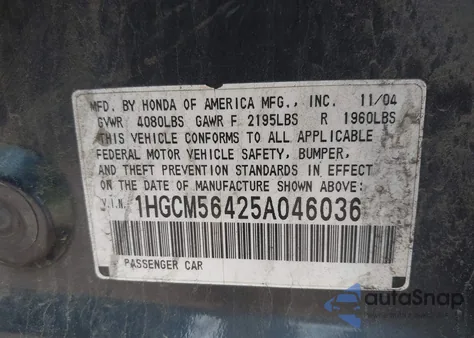 MFD. BY HONDA OF AMERICA MFG., INC. 11/04
GVWR 4080LBS GAWR F 2195LBS R 1960LBS
THIS VEHICLE CONFORMS TO ALL APPLICABLE
FEDERAL MOTOR VEHICLE SAFETY, BUMPER,
AND THEFT PREVENTION STANDARDS IN EFFECT
ON THE DATE OF MANUFACTURE SHOWN ABOVE:
V.I.N. 1HGCM56425A046036
PASSENGER CAR
autoSnap